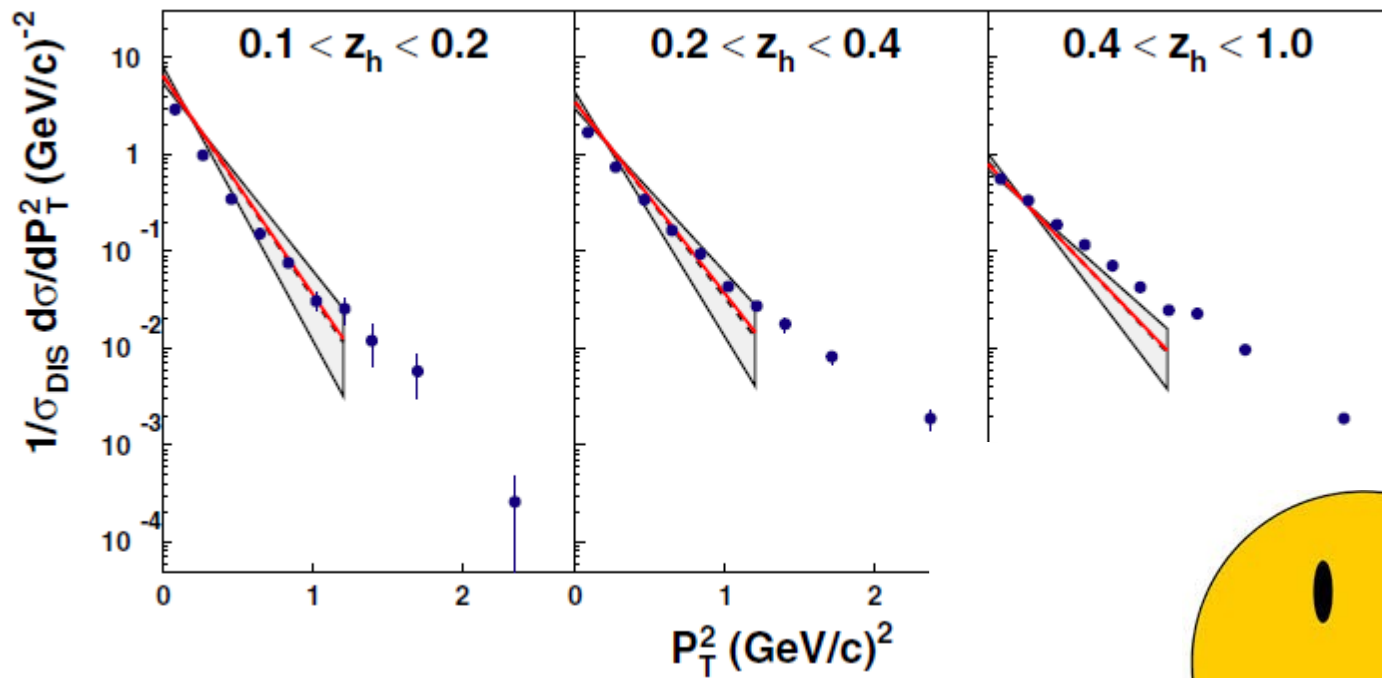 0.1 < z_h < 0.2
0.2 < z_h < 0.4
0.4 < z_h < 1.0
1/σ_DIS dσ/dP_T^2 (GeV/c)^-2
10
1
10^-1
10^-2
10^-3
10^-4
0 1 2
0 1 2
P_T^2 (GeV/c)^2